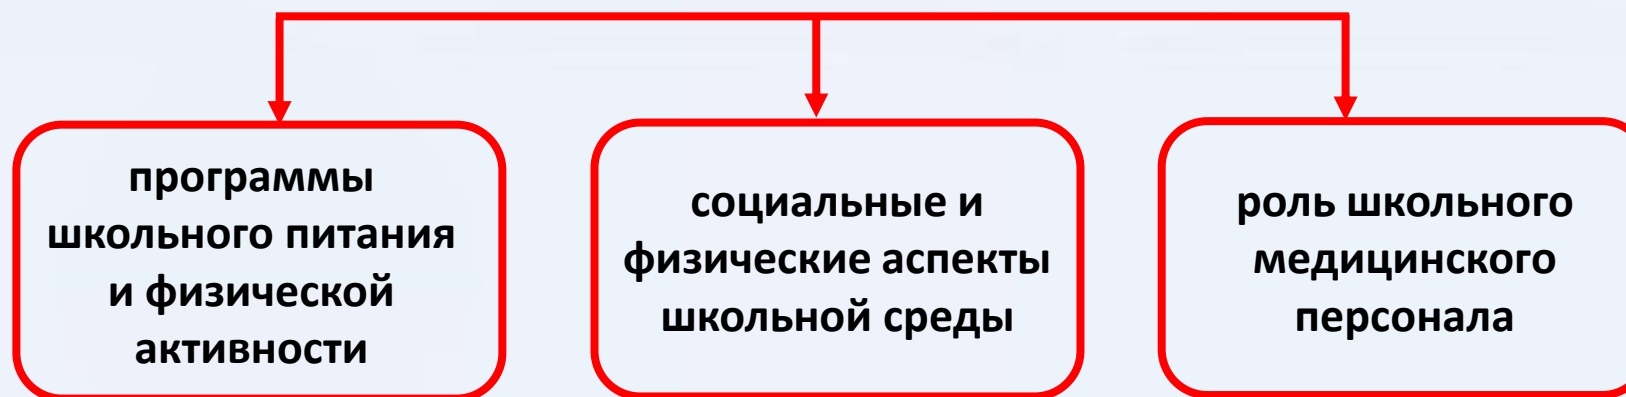 программы
школьного питания
и физической
активности
социальные и
физические аспекты
школьной среды
роль школьного
медицинского
персонала